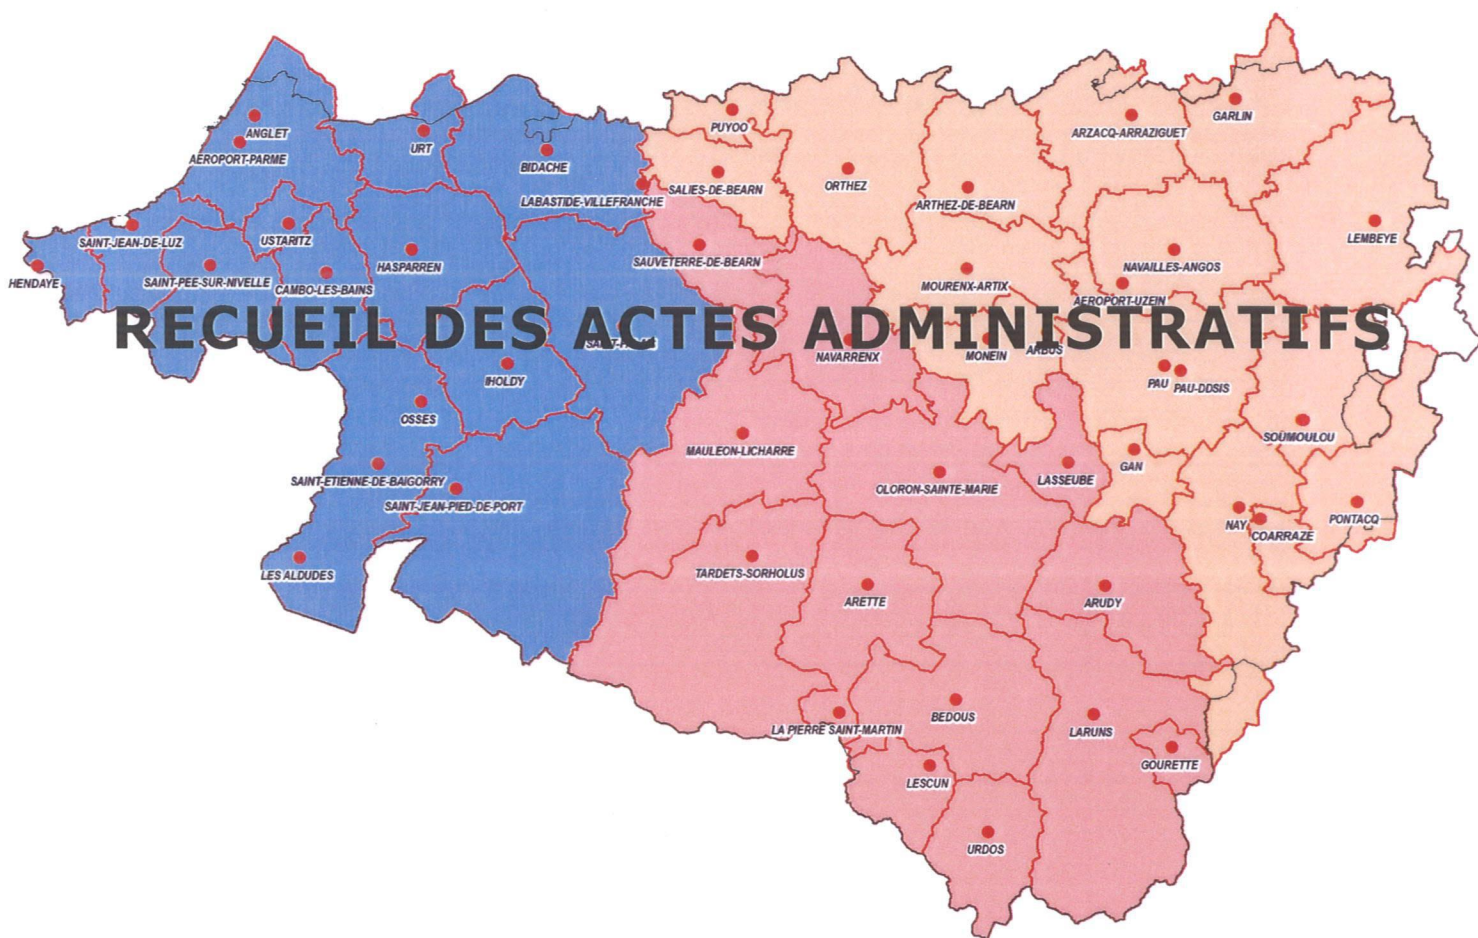 RECUEIL DES ACTES ADMINISTRATIFS
ANGLET
AEROPORT-PARME
URT
BIDACHE
LABASTIDE-VILLEFRANCHE
PUYOO
SALIES-DE-BEARN
ORTHEZ
ARTHEZ-DE-BEARN
ARZACQ-ARRAZIGUET
GARLIN
LEMBEYE
SAINT-JEAN-DE-LUZ
USTARITZ
HENDAYE
SAINT-PEE-SUR-NIVELLE
CAMBO-LES-BAINS
HASPARREN
SAUVETERRE-DE-BEARN
MOURENX-ARTIX
NAVAILLES-ANGOS
AEROPORT-UZEIN
NAVARRENX
MONEIN
ARBUS
PAU
PAU-DDSIS
IHOLDY
OSSES
SOUMOULOU
MAULEON-LICHARRE
OLORON-SAINTE-MARIE
LASSEUBE
GAN
SAINT-ETIENNE-DE-BAIGORRY
SAINT-JEAN-PIED-DE-PORT
NAY
COARRAZE
PONTACQ
LES ALDUDES
TARDETS-SORHOLUS
ARETTE
ARUDY
LA PIERRE SAINT-MARTIN
BEDOUS
LARUNS
GOURETTE
LESCUN
URDOS